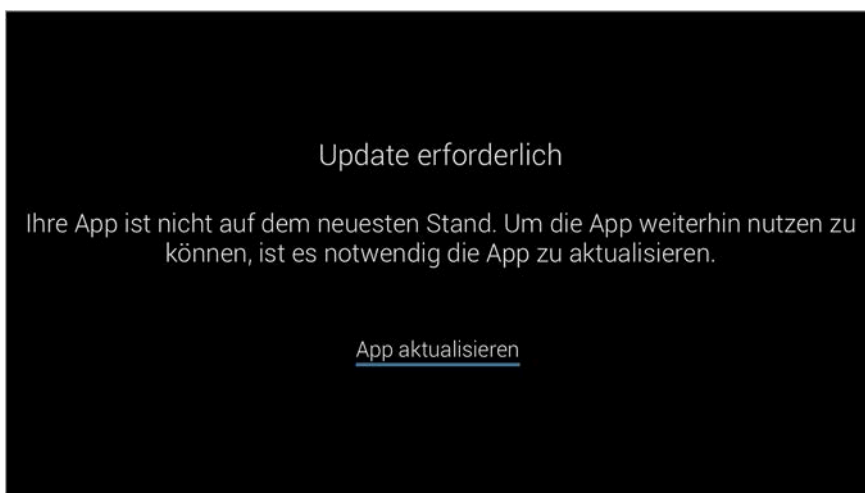 Update erforderlich
Ihre App ist nicht auf dem neuesten Stand. Um die App weiterhin nutzen zu
können, ist es notwendig die App zu aktualisieren.
App aktualisieren